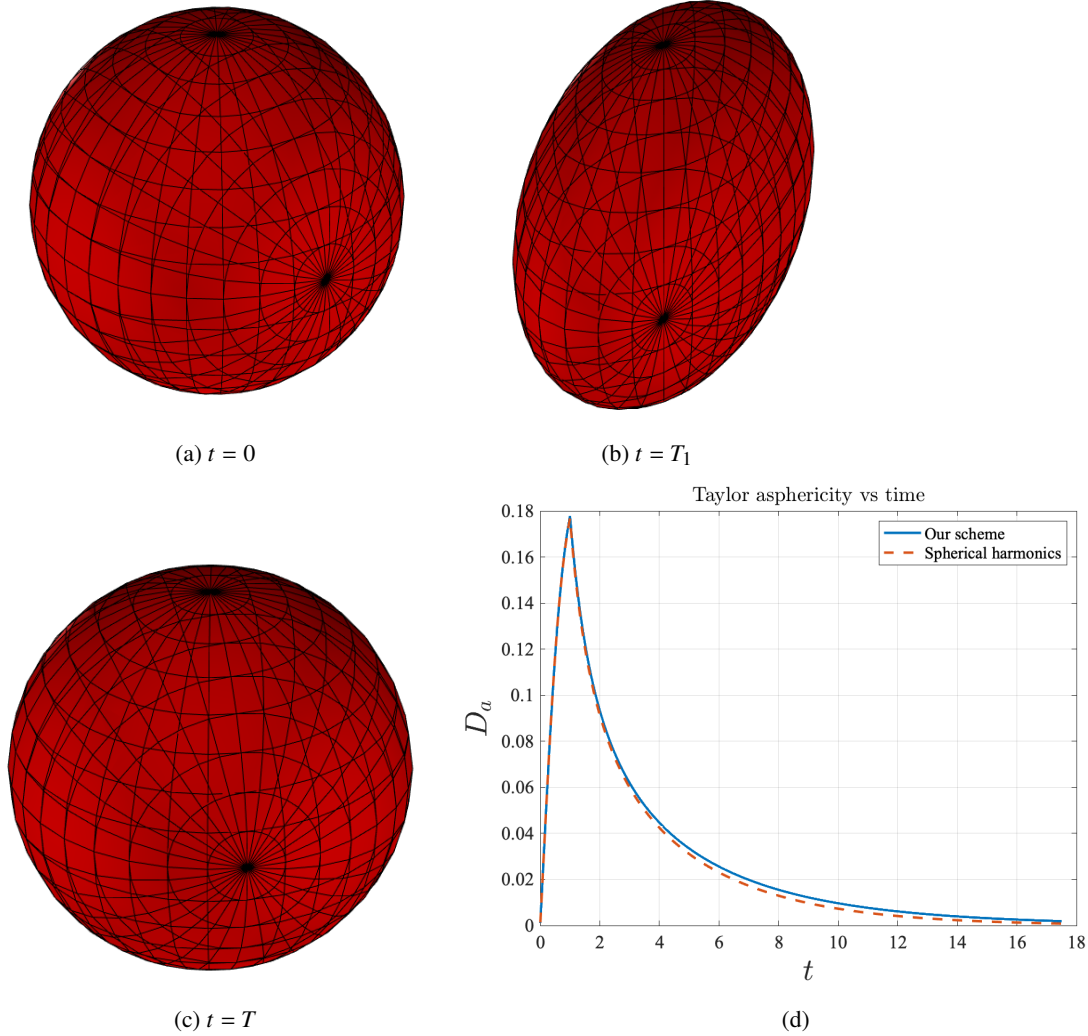 (a) t = 0
(b) t = T₁
Taylor asphericity vs time
0.18
0.16
0.14
0.12
0.1
0.08
0.06
0.04
0.02
0
Dₐ
Our scheme
Spherical harmonics
0 2 4 6 8 10 12 14 16 18
t
(c) t = T
(d)